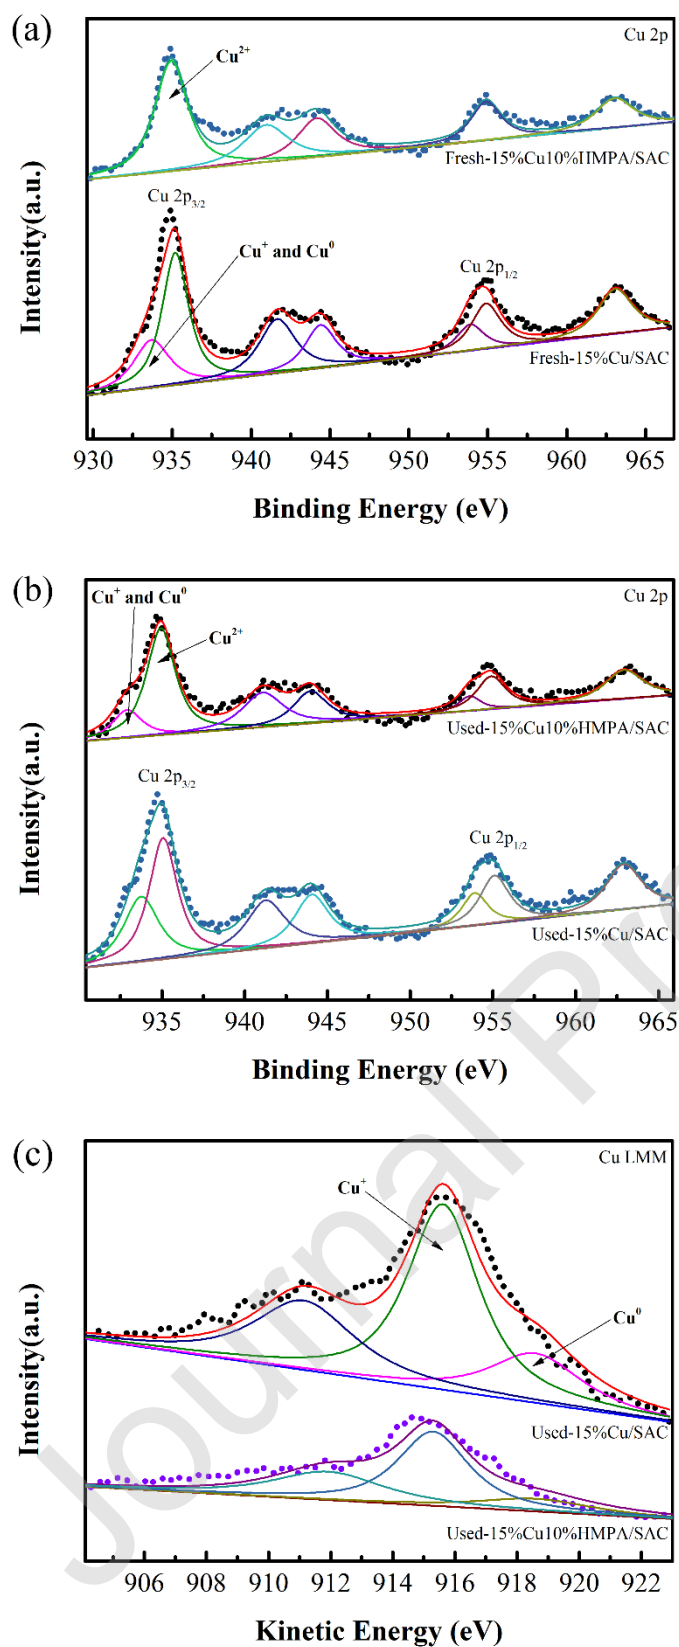 (a)
Cu 2p
Cu²⁺
Fresh-15%Cu10%HMPA/SAC
Cu 2p₃/₂
Cu⁺ and Cu⁰
Cu 2p₁/₂
Fresh-15%Cu/SAC
Intensity(a.u.)
930 935 940 945 950 955 960 965
Binding Energy (eV)
(b)
Cu 2p
Cu⁺ and Cu⁰
Cu²⁺
Used-15%Cu10%HMPA/SAC
Cu 2p₃/₂
Cu 2p₁/₂
Used-15%Cu/SAC
Intensity(a.u.)
935 940 945 950 955 960 965
Binding Energy (eV)
(c)
Cu LMM
Cu⁺
Cu⁰
Used-15%Cu/SAC
Used-15%Cu10%HMPA/SAC
Intensity(a.u.)
906 908 910 912 914 916 918 920 922
Kinetic Energy (eV)
Journal Pr